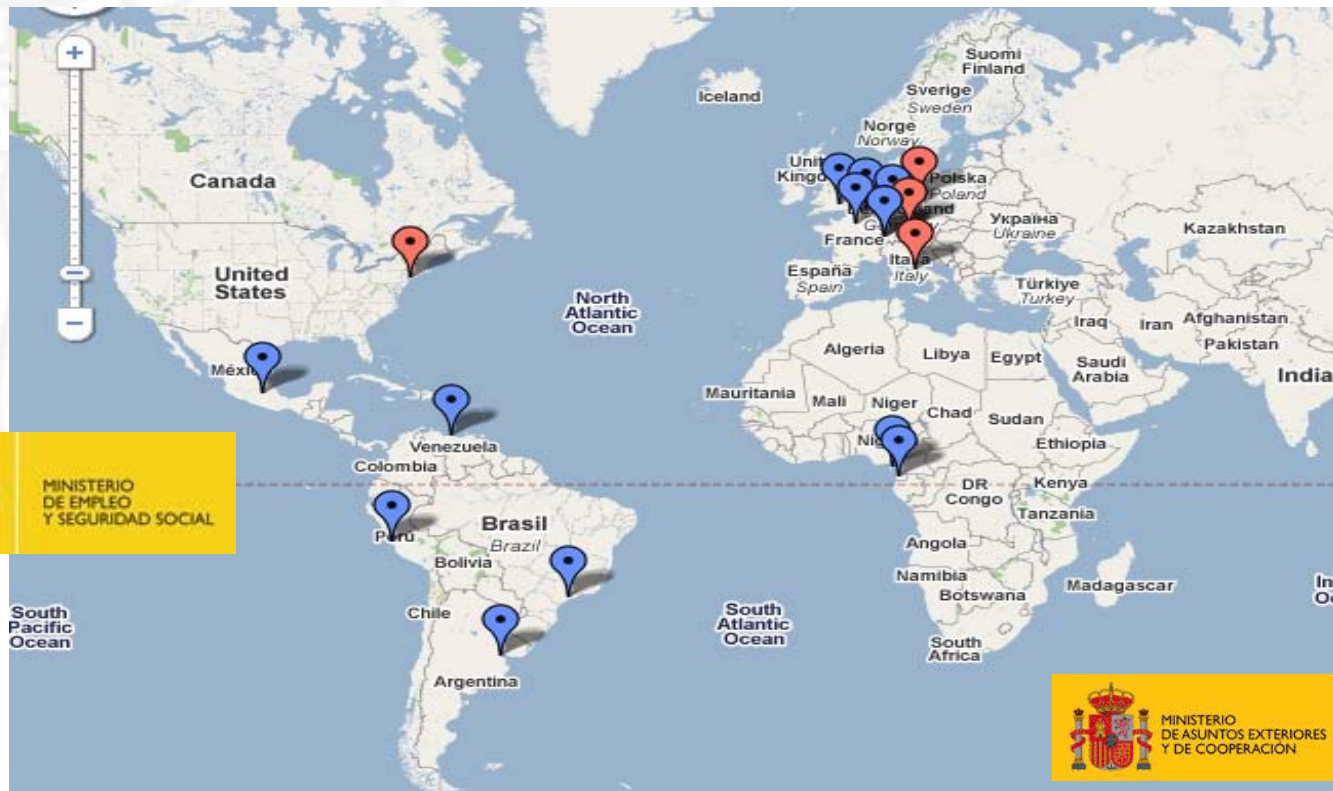 Suomi
Finland
Iceland
Sverige
Sweden
Norge
Norway
Canada
Polska
Poland
Україна
Ukraine
Kazakhstan
France
United
States
España
Spain
Italy
North
Atlantic
Ocean
Türkiye
Turkey
Iraq
Iran
Afghanistan
Pakistan
Algeria
Libya
Egypt
Saudi
Arabia
India
Mauritania
Mali
Niger
Chad
Sudan
Ethiopia
Venezuela
Colombia
DR
Congo
Kenya
Tanzania
MINISTERIO
DE EMPLEO
Y SEGURIDAD SOCIAL
Perú
Brasil
Brazil
Bolivia
Angola
Namibia
Botswana
Madagascar
South
Pacific
Ocean
Chile
South
Atlantic
Ocean
South
Africa
Argentina
MINISTERIO
DE ASUNTOS EXTERIORES
Y DE COOPERACIÓN